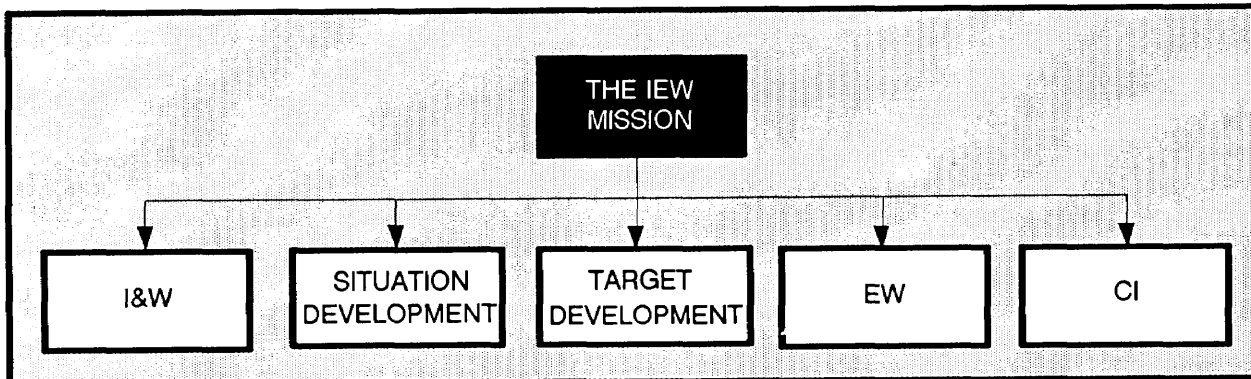 THE IEW
MISSION
I&W
SITUATION
DEVELOPMENT
TARGET
DEVELOPMENT
EW
CI